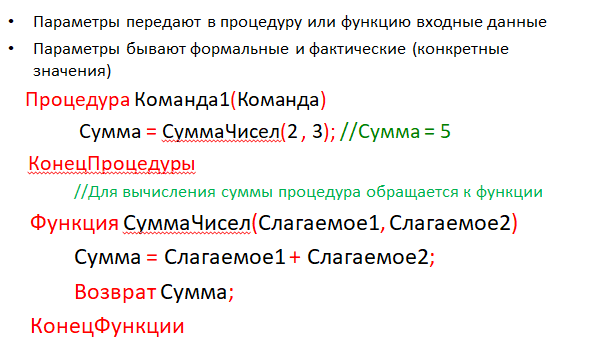 • Параметры передают в процедуру или функцию входные данные
• Параметры бывают формальные и фактические (конкретные
значения)
Процедура Команда1(Команда)
Сумма = СуммаЧисел(2 , 3); //Сумма = 5
КонецПроцедуры
//Для вычисления суммы процедура обращается к функции
Функция СуммаЧисел(Слагаемое1, Слагаемое2)
Сумма = Слагаемое1 + Слагаемое2;
Возврат Сумма;
КонецФункции